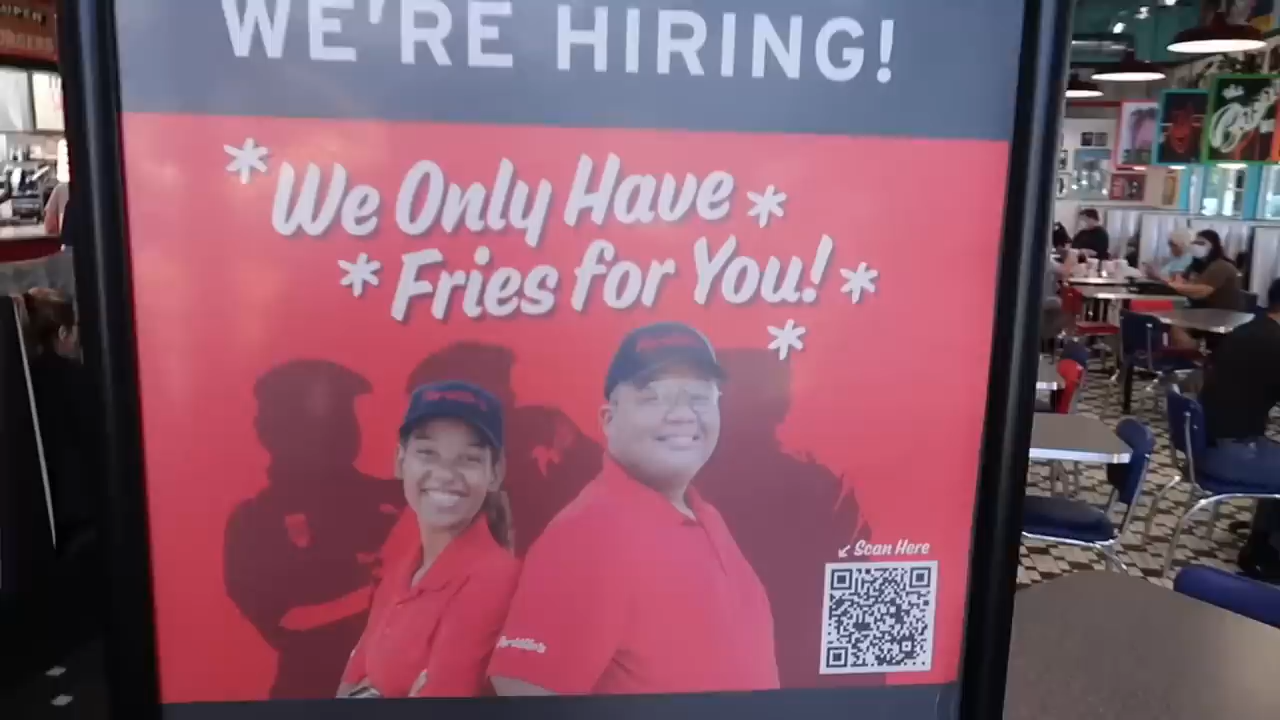 WE'RE HIRING!
*We Only Have*
*Fries for You!*
*
Scan Here